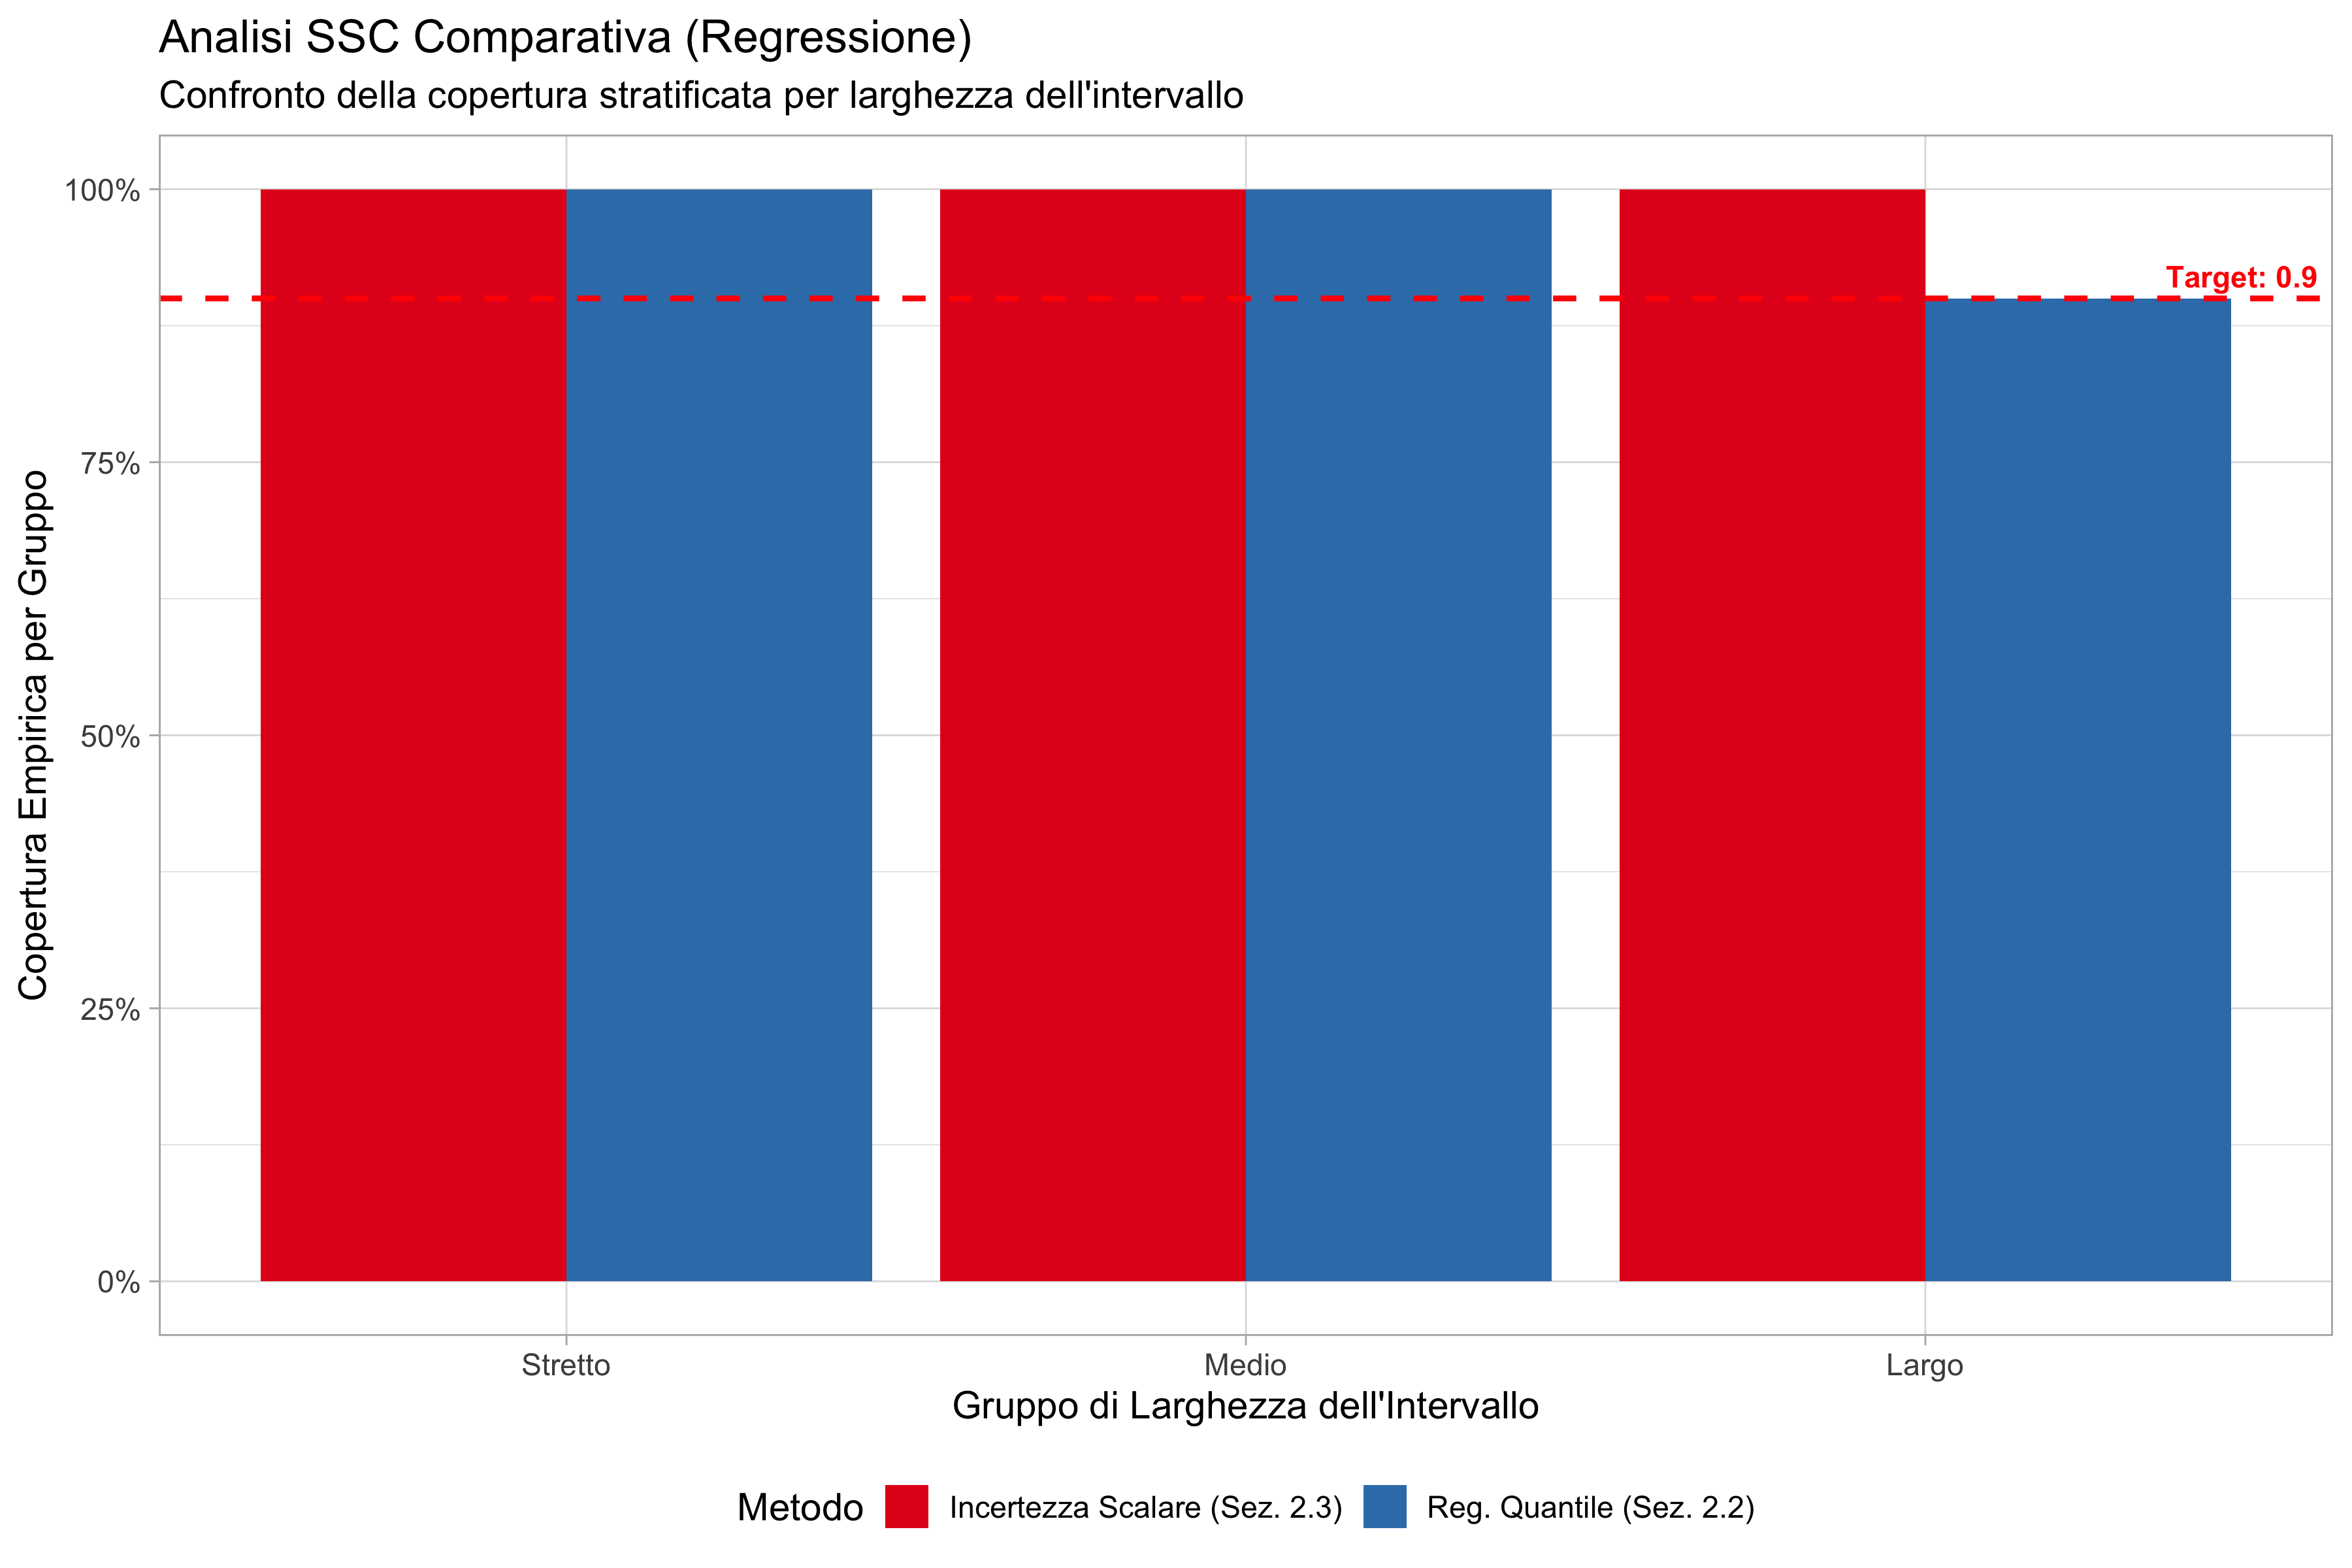 Analisi SSC Comparativa (Regressione)
Confronto della copertura stratificata per larghezza dell'intervallo
Copertura Empirica per Gruppo
100%
75%
50%
25%
0%
Target: 0.9
Stretto
Medio
Largo
Gruppo di Larghezza dell'Intervallo
Metodo
Incertezza Scalare (Sez. 2.3)
Reg. Quantile (Sez. 2.2)